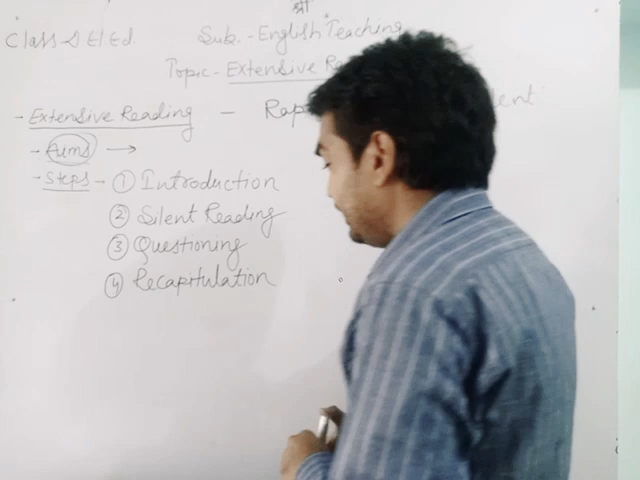 श्री
Class-D.El.Ed. Sub.-English Teaching
Topic-Extensive
-Extensive Reading -
-Aims →
-Steps- ① Introduction
② Silent Reading
③ Questioning
④ Recapitulation